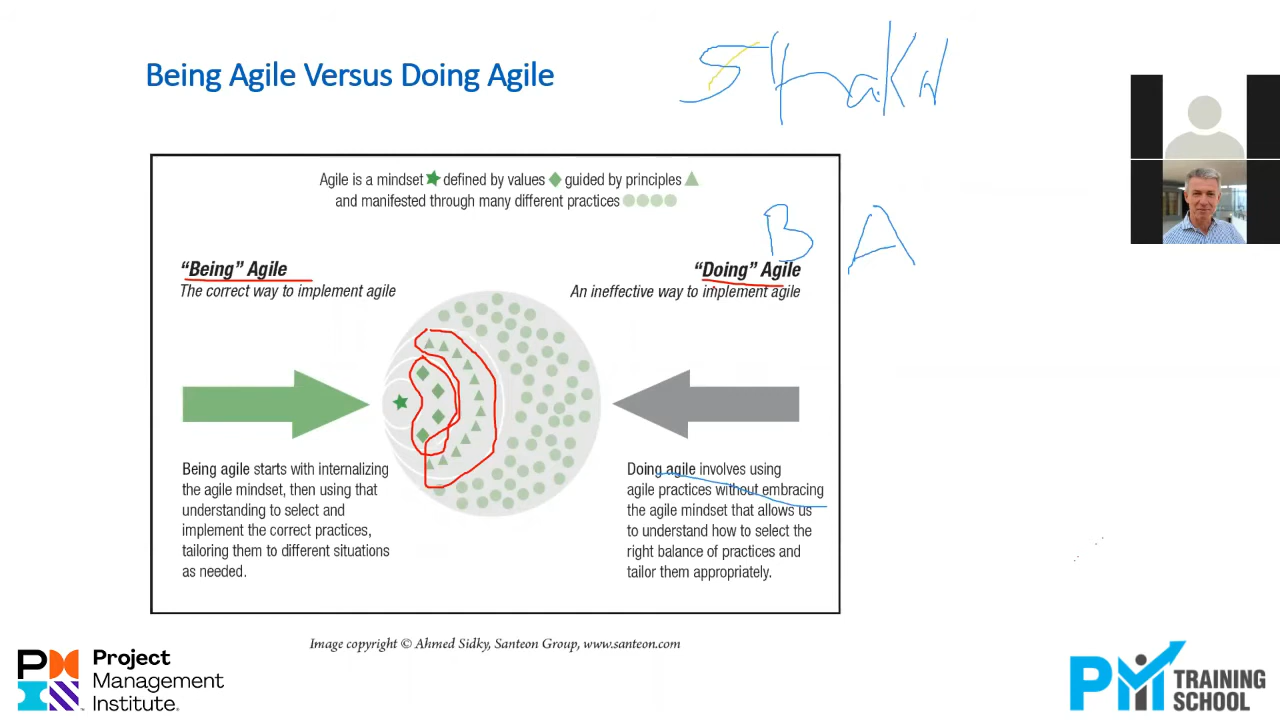 Being Agile Versus Doing Agile
Agile is a mindset defined by values guided by principles
and manifested through many different practices
B A
"Being" Agile
The correct way to implement agile
"Doing" Agile
An ineffective way to implement agile
Being agile starts with internalizing
the agile mindset, then using that
understanding to select and
implement the correct practices,
tailoring them to different situations
as needed.
Doing agile involves using
agile practices without embracing
the agile mindset that allows us
to understand how to select the
right balance of practices and
tailor them appropriately.
Image copyright © Ahmed Sidky, Santeon Group, www.santeon.com
Project
Management
Institute.
PM TRAINING
SCHOOL